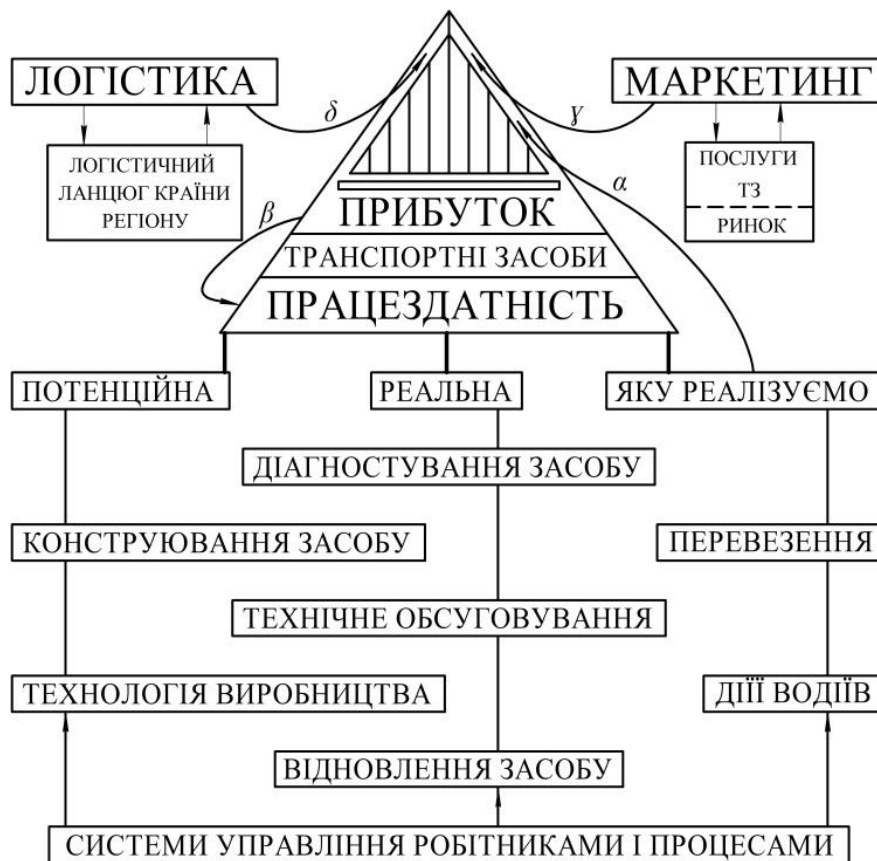 ЛОГІСТИКА
МАРКЕТИНГ
δ
γ
ЛОГІСТИЧНИЙ
ЛАНЦЮГ КРАЇНИ
РЕГІОНУ
ПОСЛУГИ
ТЗ
РИНОК
α
β
ПРИБУТОК
ТРАНСПОРТНІ ЗАСОБИ
ПРАЦЕЗДАТНІСТЬ
ПОТЕНЦІЙНА
РЕАЛЬНА
ЯКУ РЕАЛІЗУЄМО
ДІАГНОСТУВАННЯ ЗАСОБУ
КОНСТРУЮВАННЯ ЗАСОБУ
ПЕРЕВЕЗЕННЯ
ТЕХНІЧНЕ ОБСУГОВУВАННЯ
ТЕХНОЛОГІЯ ВИРОБНИЦТВА
ДІЇЇ ВОДІЇВ
ВІДНОВЛЕННЯ ЗАСОБУ
СИСТЕМИ УПРАВЛІННЯ РОБІТНИКАМИ І ПРОЦЕСАМИ